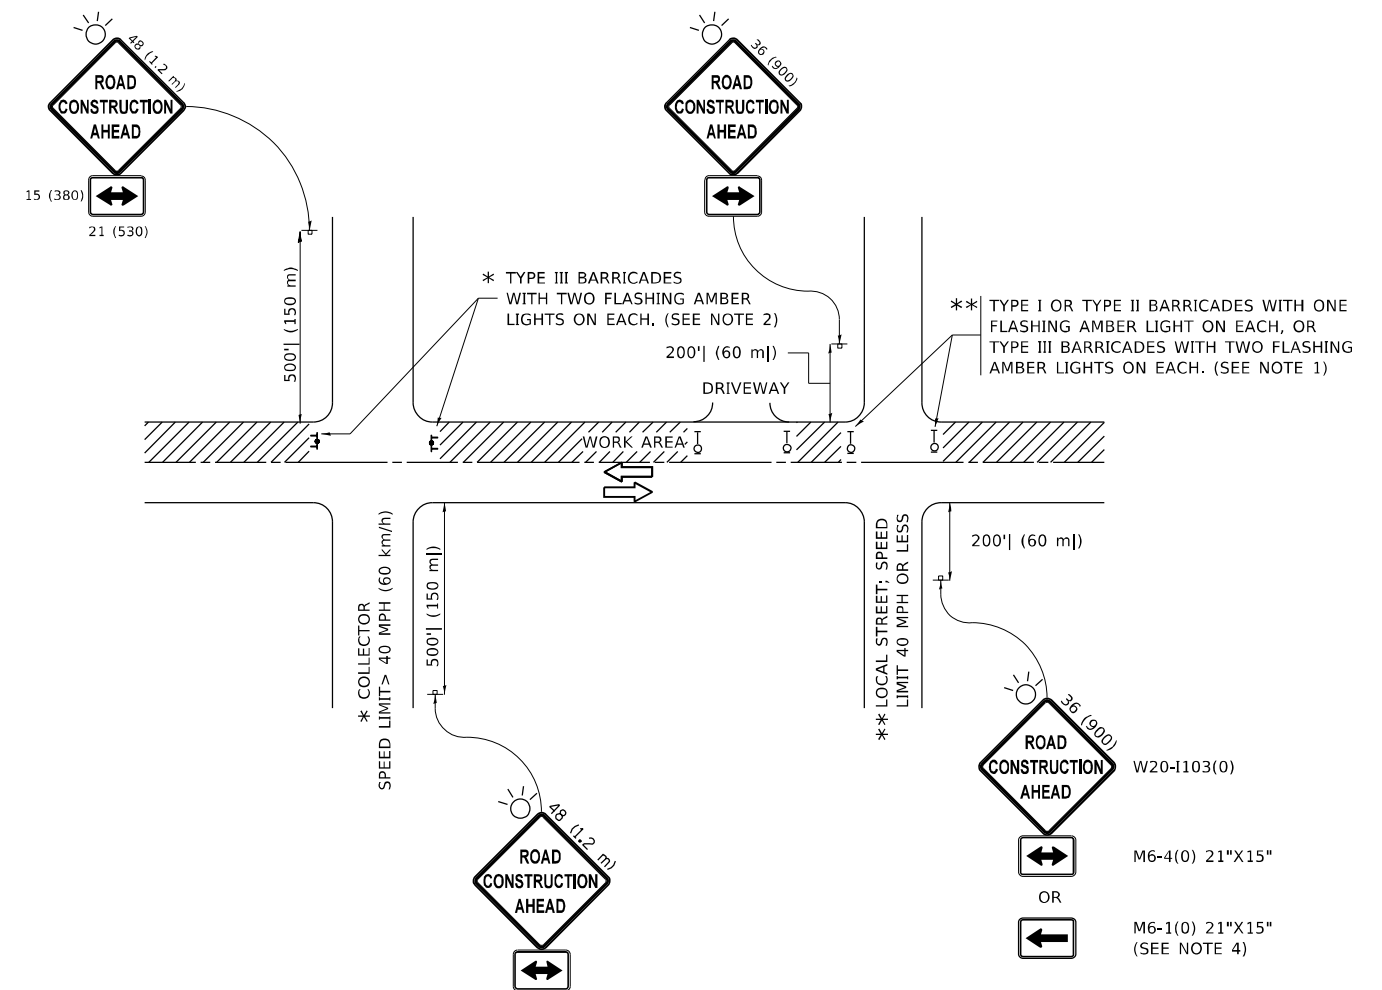 48 (1.2 m)
ROAD
CONSTRUCTION
AHEAD
15 (380)
21 (530)
36 (900)
ROAD
CONSTRUCTION
AHEAD
500'| (150 m)
* TYPE III BARRICADES
WITH TWO FLASHING AMBER
LIGHTS ON EACH. (SEE NOTE 2)
200'| (60 m|)
DRIVEWAY
** TYPE I OR TYPE II BARRICADES WITH ONE
FLASHING AMBER LIGHT ON EACH, OR
TYPE III BARRICADES WITH TWO FLASHING
AMBER LIGHTS ON EACH. (SEE NOTE 1)
WORK AREA
* COLLECTOR
SPEED LIMIT> 40 MPH (60 km/h)
500'| (150 m|)
** LOCAL STREET; SPEED
LIMIT 40 MPH OR LESS
200'| (60 m|)
48 (1.2 m)
ROAD
CONSTRUCTION
AHEAD
36 (900)
ROAD
CONSTRUCTION
AHEAD
W20-I103(0)
M6-4(0) 21"X15"
OR
M6-1(0) 21"X15"
(SEE NOTE 4)